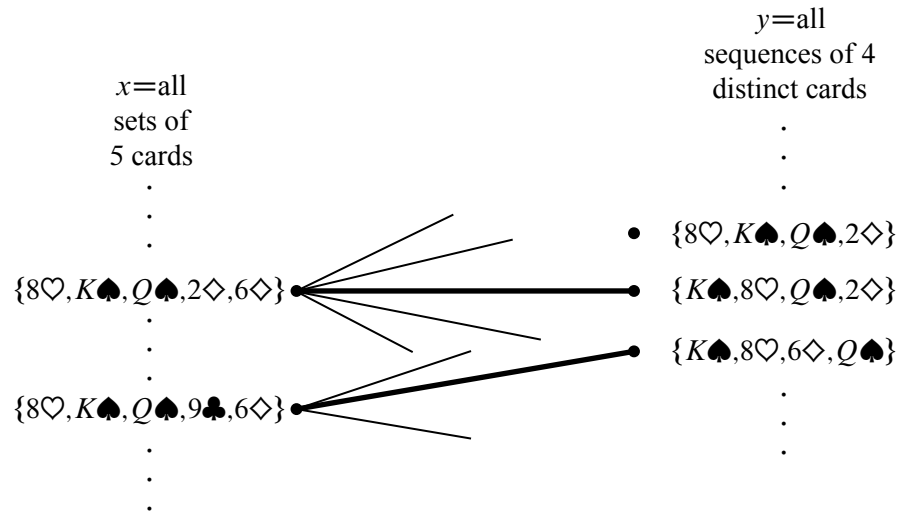 x=all
sets of
5 cards
{8♡,K♠,Q♠,2♢,6♢}
{8♡,K♠,Q♠,9♣,6♢}
y=all
sequences of 4
distinct cards
{8♡,K♠,Q♠,2♢}
{K♠,8♡,Q♠,2♢}
{K♠,8♡,6♢,Q♠}